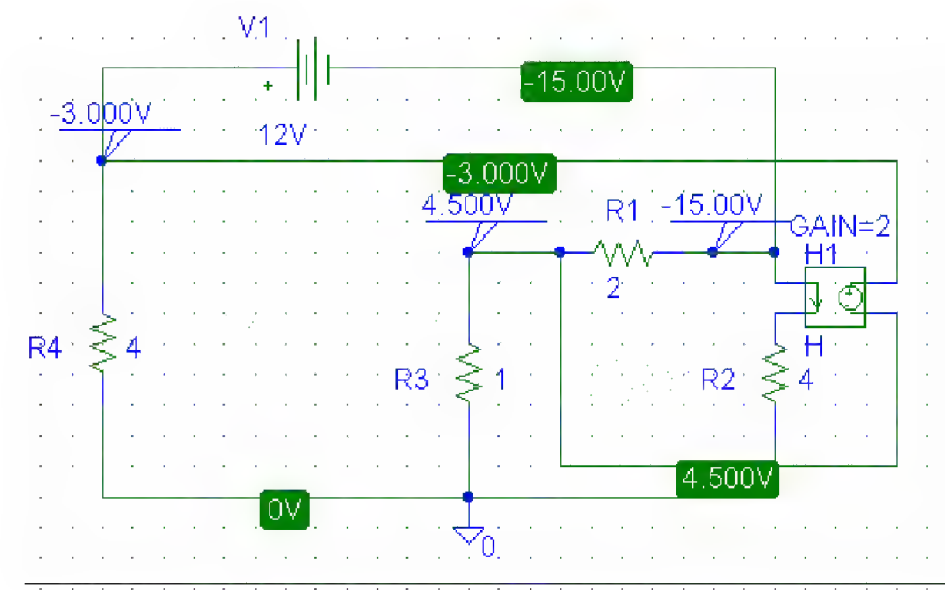 V1
-15.00V
+
-3.000V
12V
-3.000V
4.500V
R1
-15.00V
GAIN=2
H1
2
R4
4
R3
1
R2
4
H
4.500V
0V
0